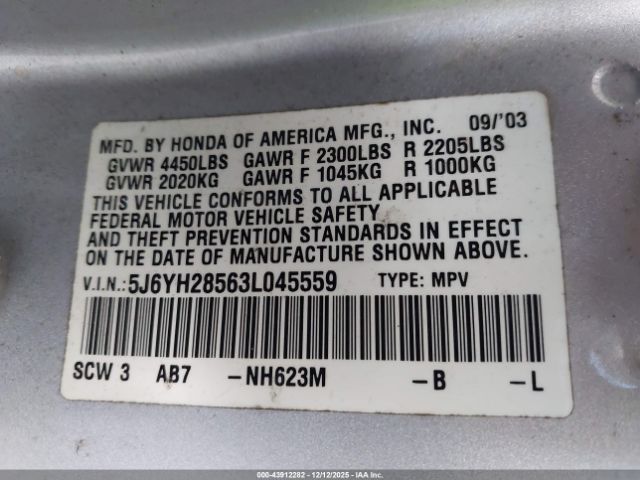 MFD. BY HONDA OF AMERICA MFG., INC. 09/'03
GVWR 4450LBS GAWR F 2300LBS R 2205LBS
GVWR 2020KG GAWR F 1045KG R 1000KG
THIS VEHICLE CONFORMS TO ALL APPLICABLE
FEDERAL MOTOR VEHICLE SAFETY
AND THEFT PREVENTION STANDARDS IN EFFECT
ON THE DATE OF MANUFACTURE SHOWN ABOVE.
V.I.N.:5J6YH28563L045559 TYPE: MPV
SCW 3 AB7 -NH623M -B -L
000-43912282 - 12/12/2025 - IAAI.COM